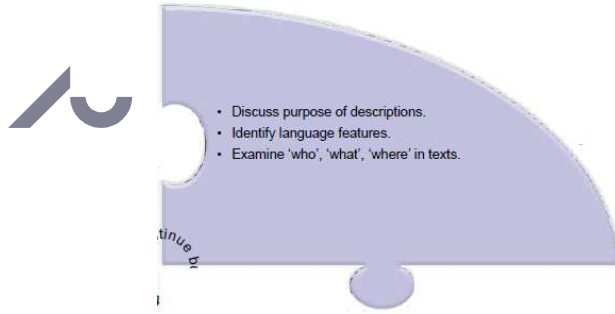 • Discuss purpose of descriptions.
• Identify language features.
• Examine ‘who’, ‘what’, ‘where’ in texts.